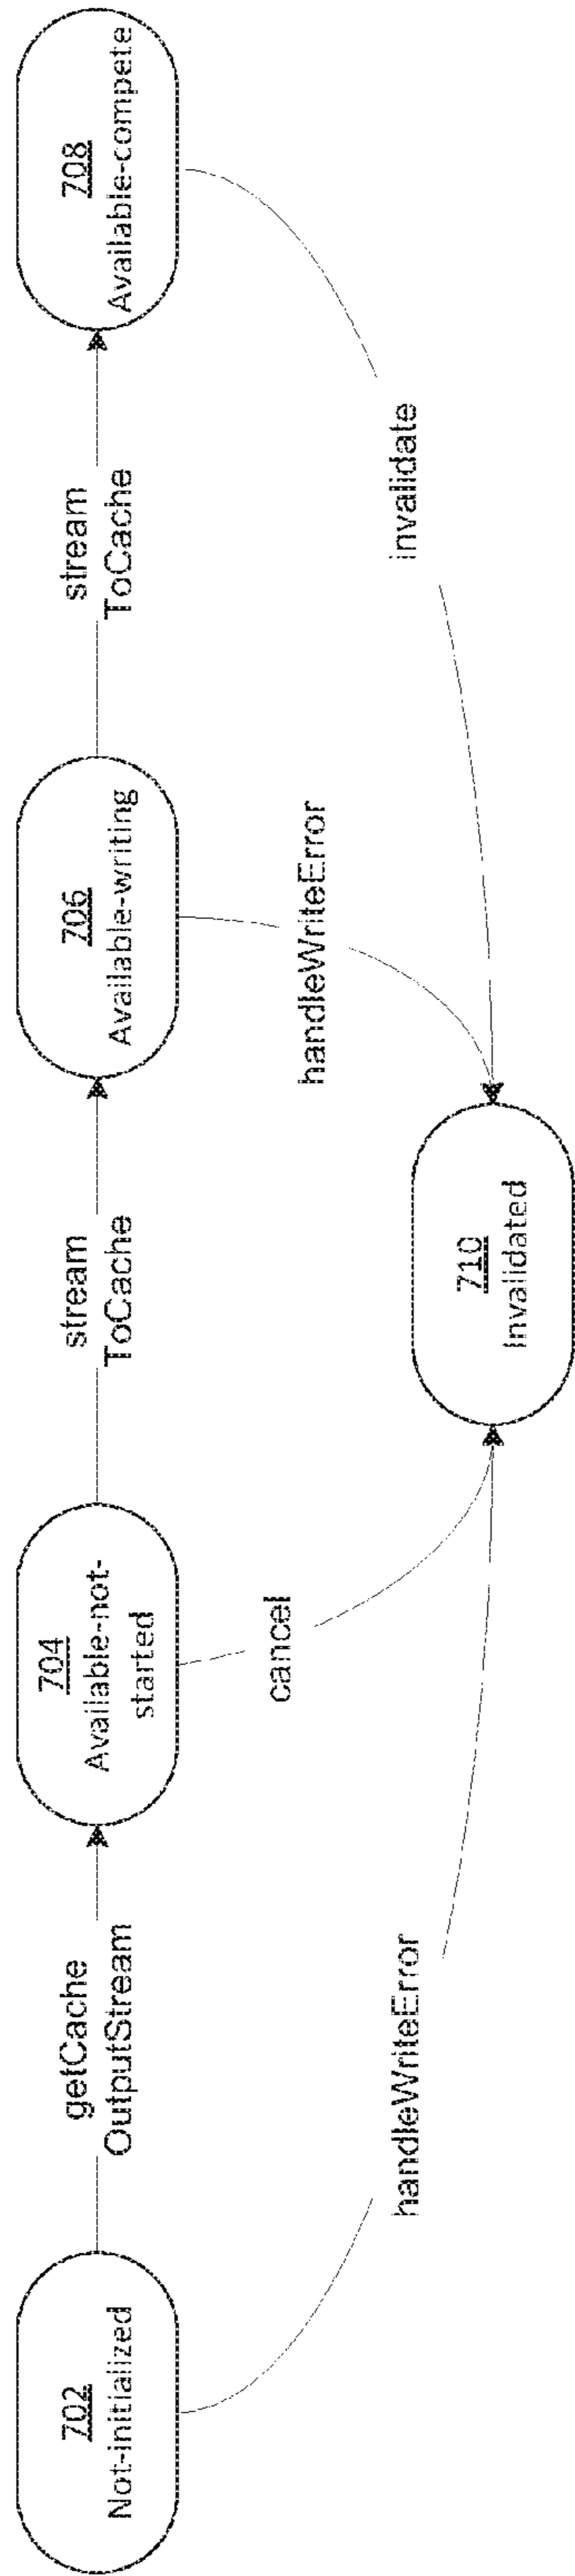 702
Not-initialized
getCache
OutputStream
704
Available-not-
started
stream
ToCache
706
Available-writing
stream
ToCache
708
Available-compete
handleWriteError
cancel
handleWriteError
invalidate
710
Invalidated